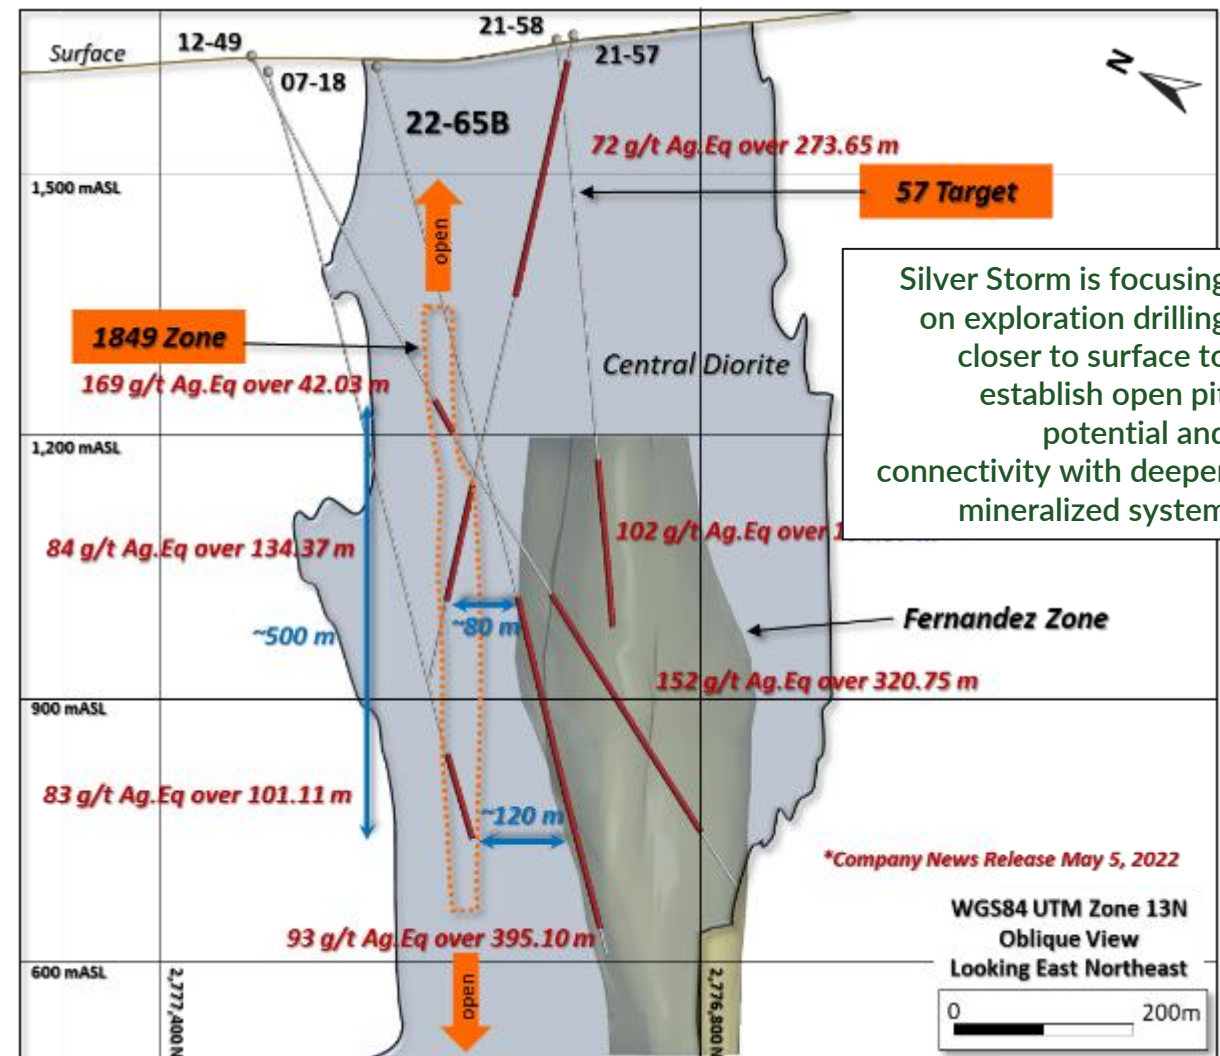 Surface
12-49
07-18
22-65B
21-58
21-57
N
72 g/t Ag.Eq over 273.65 m
57 Target
1,500 mASL
open
Silver Storm is focusing
on exploration drilling
closer to surface to
establish open pit
potential and
connectivity with deeper
mineralized system
1849 Zone
169 g/t Ag.Eq over 42.03 m
Central Diorite
1,200 mASL
84 g/t Ag.Eq over 134.37 m
102 g/t Ag.Eq over
~80 m
~500 m
Fernandez Zone
152 g/t Ag.Eq over 320.75 m
900 mASL
83 g/t Ag.Eq over 101.11 m
~120 m
*Company News Release May 5, 2022
93 g/t Ag.Eq over 395.10 m
600 mASL
open
2,777,400 N
2,776,800 N
WGS84 UTM Zone 13N
Oblique View
Looking East Northeast
0 200m